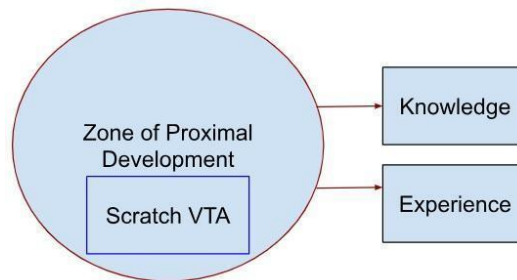 Zone of Proximal
Development
Scratch VTA
Knowledge
Experience